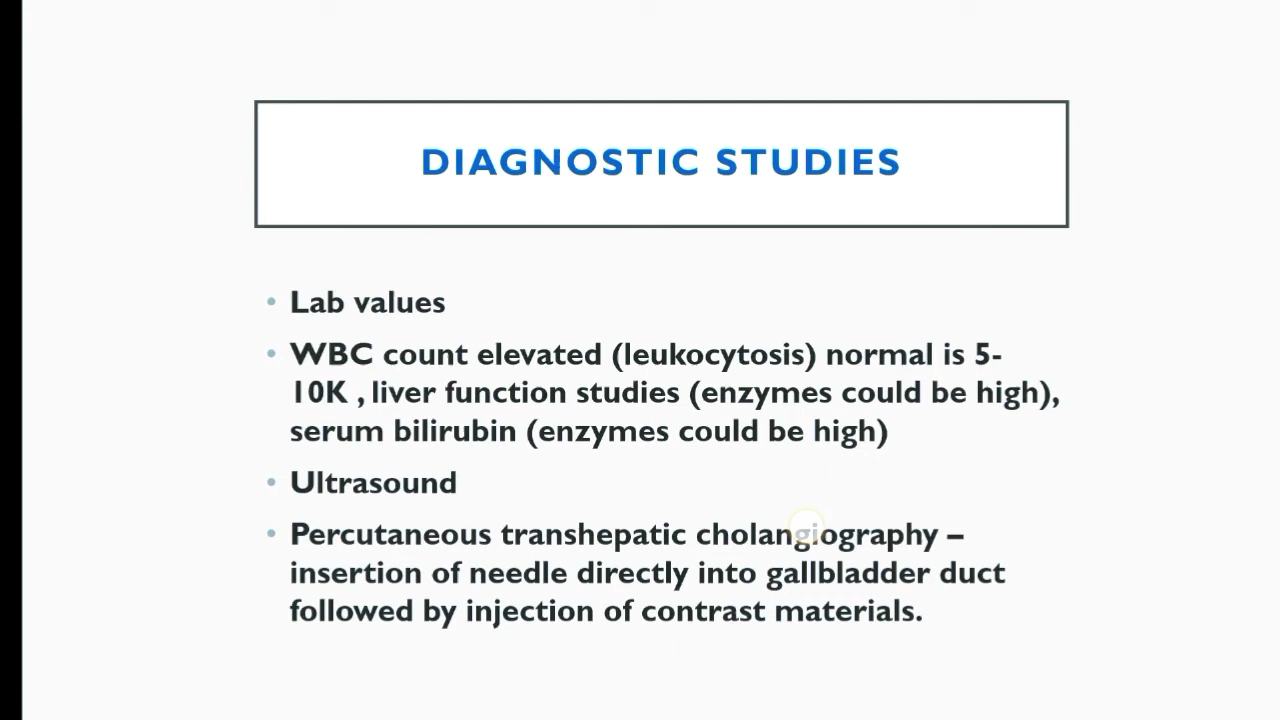 DIAGNOSTIC STUDIES
• Lab values
• WBC count elevated (leukocytosis) normal is 5-
10K , liver function studies (enzymes could be high),
serum bilirubin (enzymes could be high)
• Ultrasound
• Percutaneous transhepatic cholangiography –
insertion of needle directly into gallbladder duct
followed by injection of contrast materials.